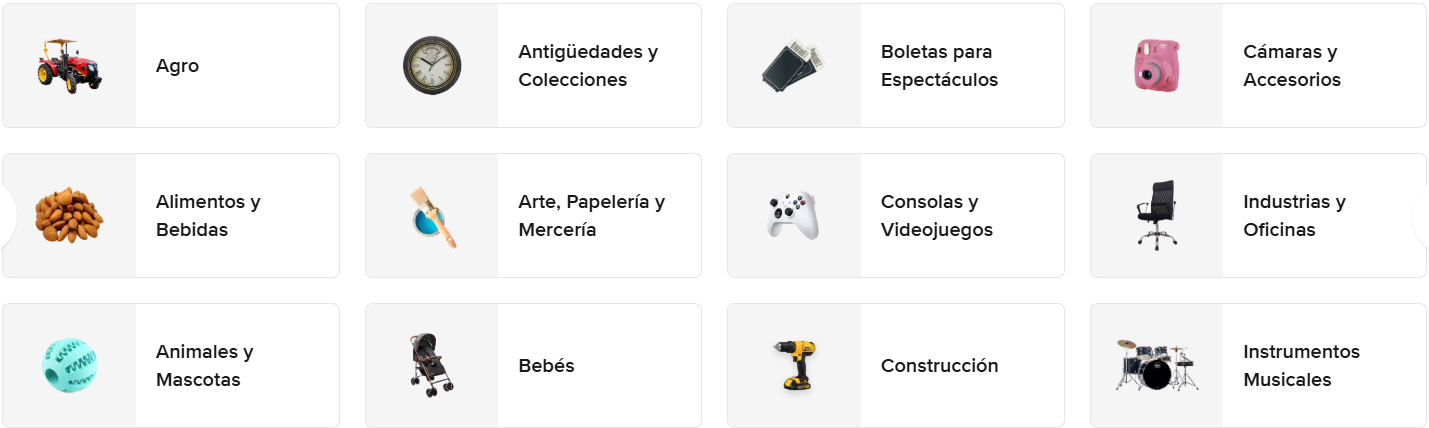 Agro
Antigüedades y
Colecciones
Boletas para
Espectáculos
Cámaras y
Accesorios
Alimentos y
Bebidas
Arte, Papelería y
Mercería
Consolas y
Videojuegos
Industrias y
Oficinas
Animales y
Mascotas
Bebés
Construcción
Instrumentos
Musicales